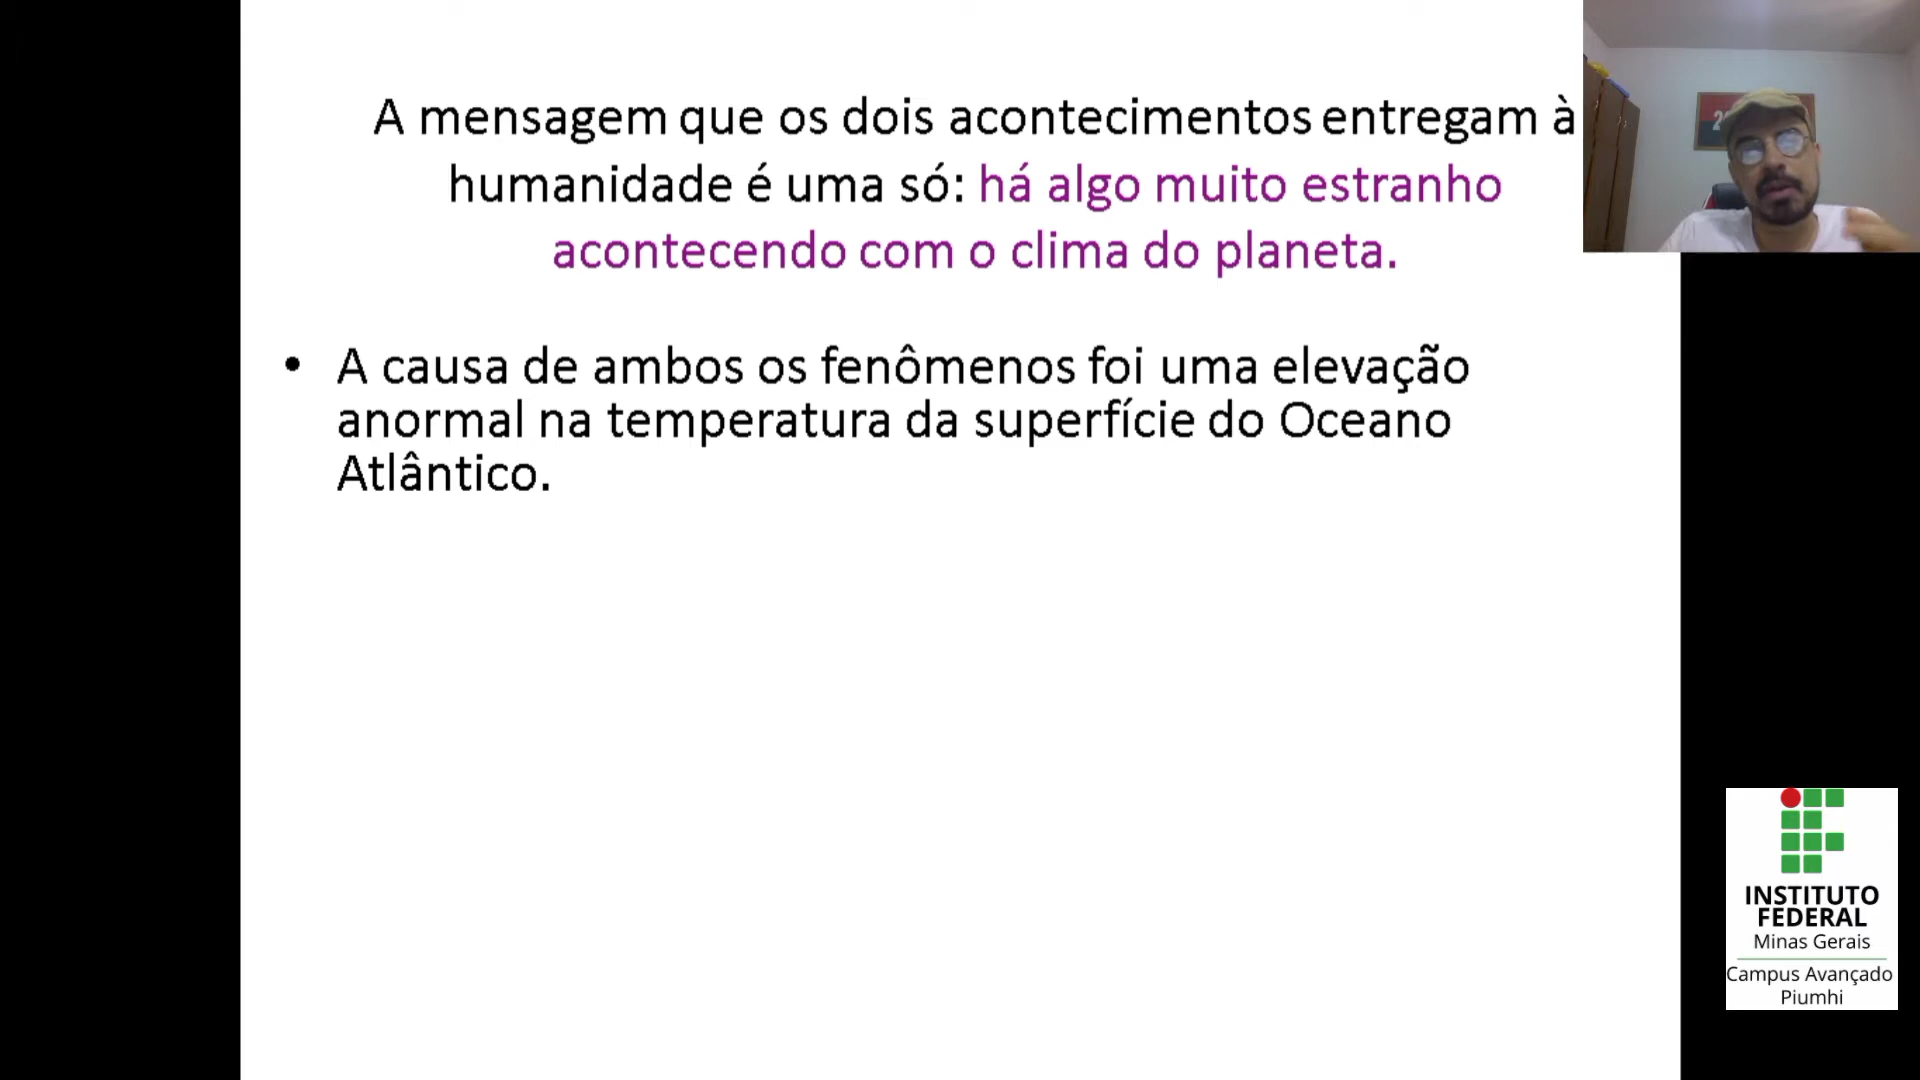 A mensagem que os dois acontecimentos entregam à
humanidade é uma só: há algo muito estranho
acontecendo com o clima do planeta.
• A causa de ambos os fenômenos foi uma elevação
anormal na temperatura da superfície do Oceano
Atlântico.
INSTITUTO
FEDERAL
Minas Gerais
Campus Avançado
Piumhi